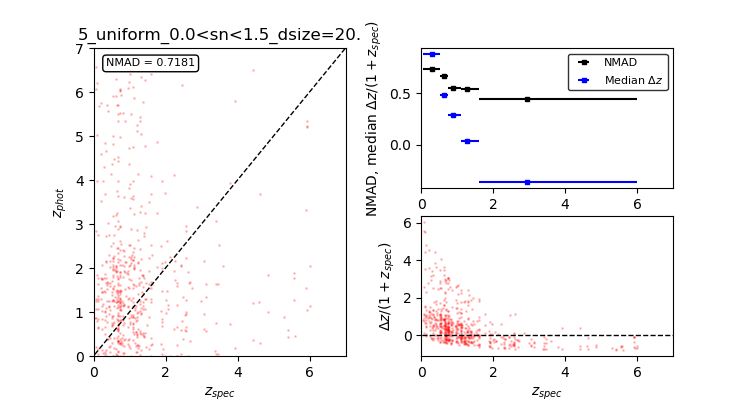 5_uniform_0.0<sn<1.5_dsize=20.
NMAD = 0.7181
7
6
5
4
3
2
1
0
0
2
4
6
z_phot
z_spec
NMAD, median Δz/(1 + z_spec)
NMAD
Median Δz
0.5
0.0
0
2
4
6
Δz/(1 + z_spec)
6
4
2
0
0
2
4
6
z_spec